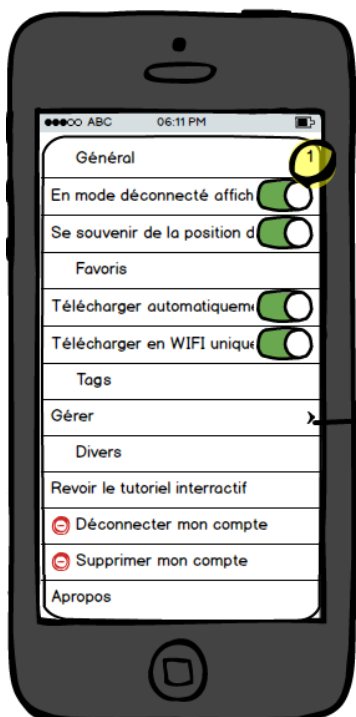 ABC 06:11 PM
Général 1
En mode déconnecté affich
Se souvenir de la position d
Favoris
Télécharger automatiqueme
Télécharger en WIFI unique
Tags
Gérer
Divers
Revoir le tutoriel interractif
Déconnecter mon compte
Supprimer mon compte
Apropos